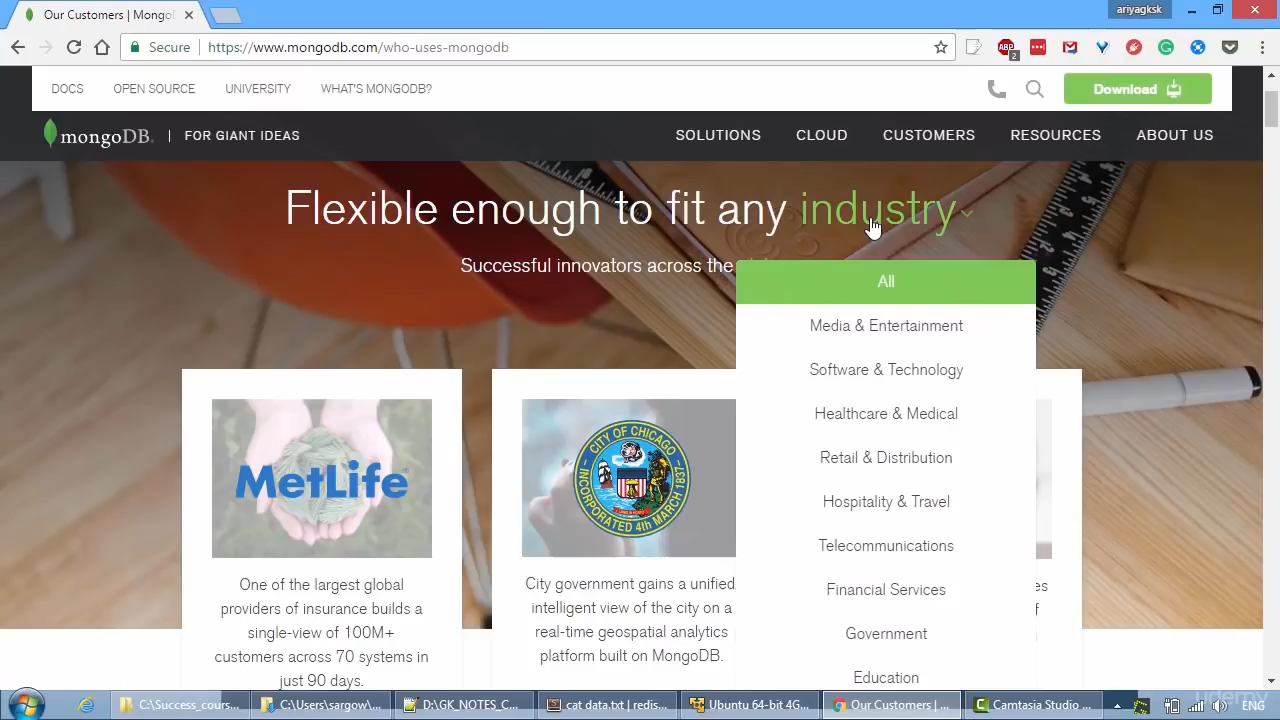 Our Customers | Mongo
ariyagksk
Secure
https://www.mongodb.com/who-uses-mongodb
ABP
2
DOCS
OPEN SOURCE
UNIVERSITY
WHAT'S MONGODB?
Download
mongoDB.
FOR GIANT IDEAS
SOLUTIONS
CLOUD
CUSTOMERS
RESOURCES
ABOUT US
Flexible enough to fit any industry
Successful innovators across the
All
Media & Entertainment
Software & Technology
Healthcare & Medical
Retail & Distribution
Hospitality & Travel
Telecommunications
Financial Services
Government
Education
MetLife
One of the largest global
providers of insurance builds a
single-view of 100M+
customers across 70 systems in
just 90 days.
CITY OF CHICAGO
INCORPORATED 4th MARCH 1837
City government gains a unified,
intelligent view of the city on a
real-time geospatial analytics
platform built on MongoDB.
C:\Success_cours...
C:\Users\sargow\...
D:\GK_NOTES_C...
cat data.txt | redis...
Ubuntu 64-bit 4G...
Our Customers | ...
Camtasia Studio ...
ENG
udemy